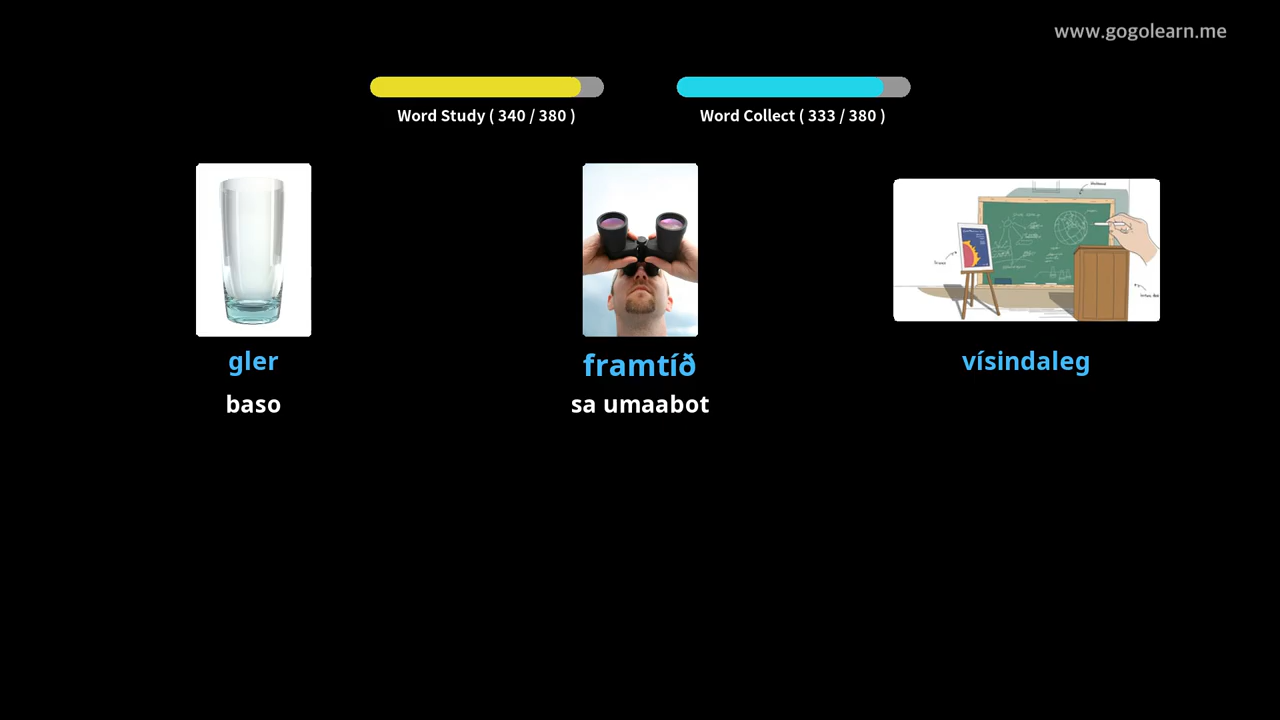 www.gogolearn.me
Word Study ( 340 / 380 )
Word Collect ( 333 / 380 )
gler
framtíð
vísindaleg
baso
sa umaabot